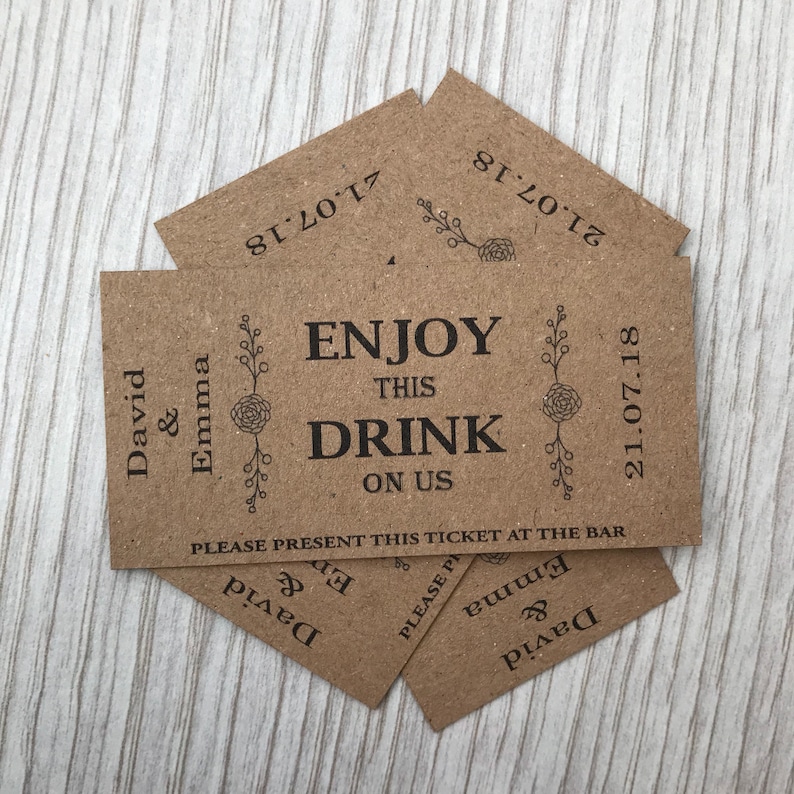 21.07.18
21.07.18
David
&
Emma
ENJOY
THIS
DRINK
ON US
21.07.18
PLEASE PRESENT THIS TICKET AT THE BAR
David
&
PLEASE
Emma
&
David